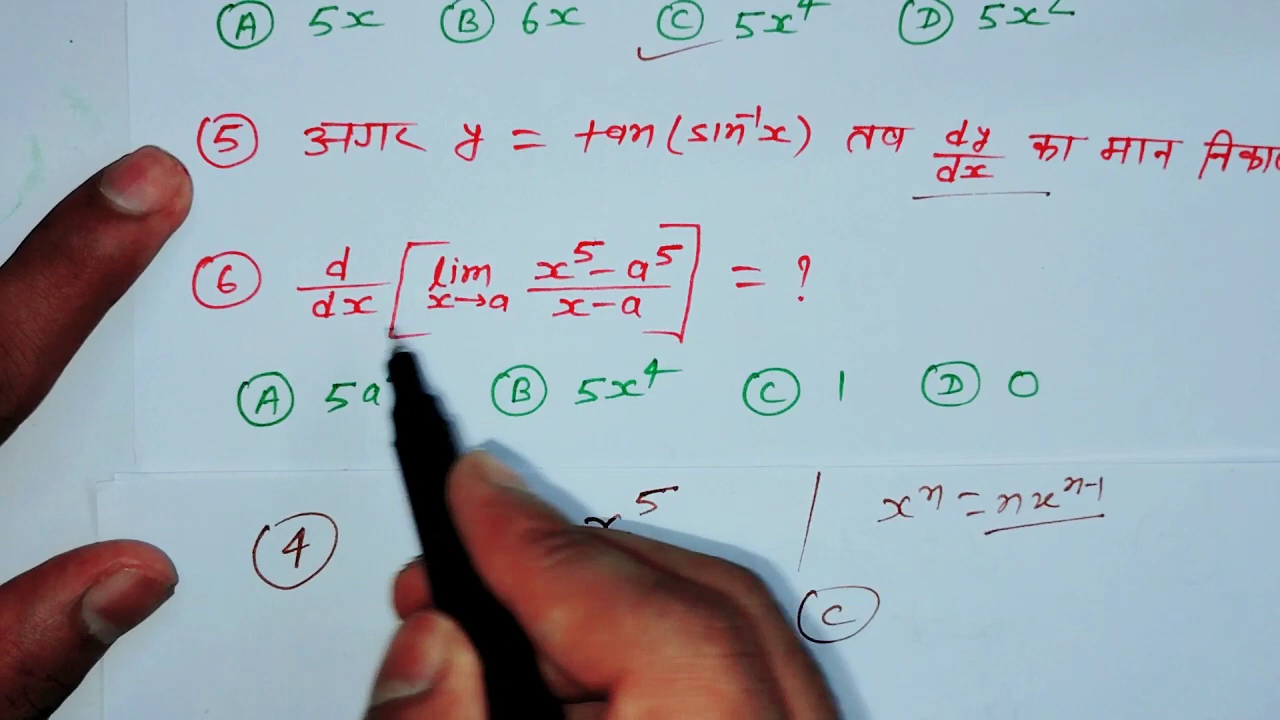 (A) 5x (B) 6x (C) 5x⁴ (D) 5x²
(5) अगर y = tan(sin⁻¹x) तब dy/dx का मान
(6) d/dx [lim x→a (x⁵-a⁵)/(x-a)] = ?
(A) 5a (B) 5x⁴ (C) 1 (D) 0
(4) x⁵ | xⁿ = nxⁿ⁻¹
(C)